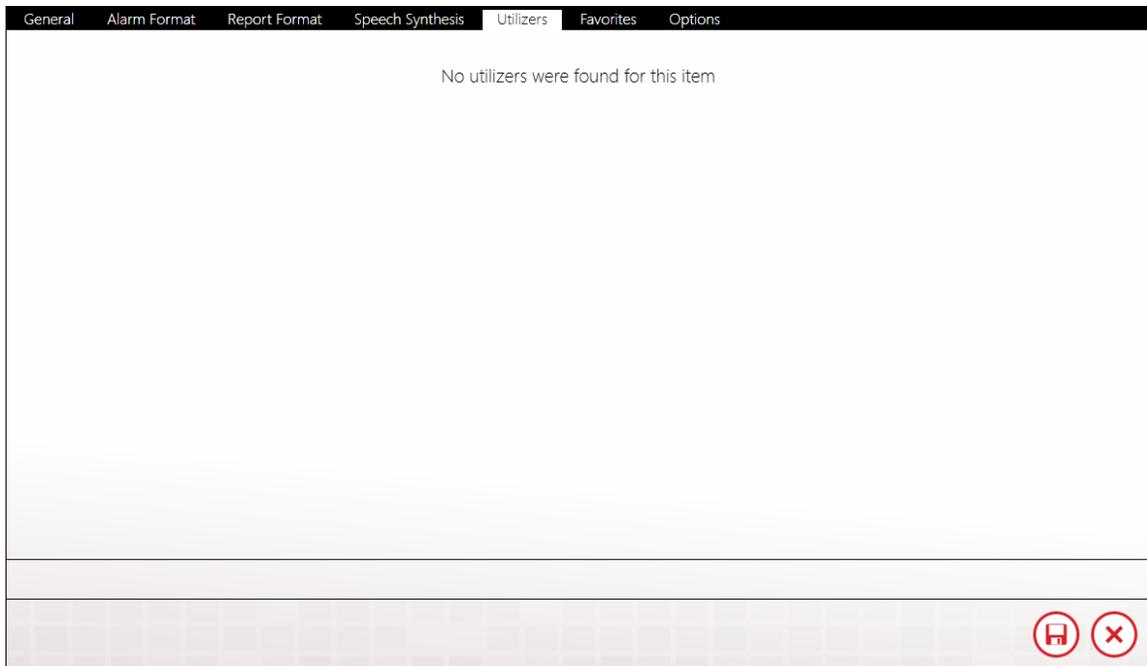 General Alarm Format Report Format Speech Synthesis Utilizers Favorites Options
No utilizers were found for this item